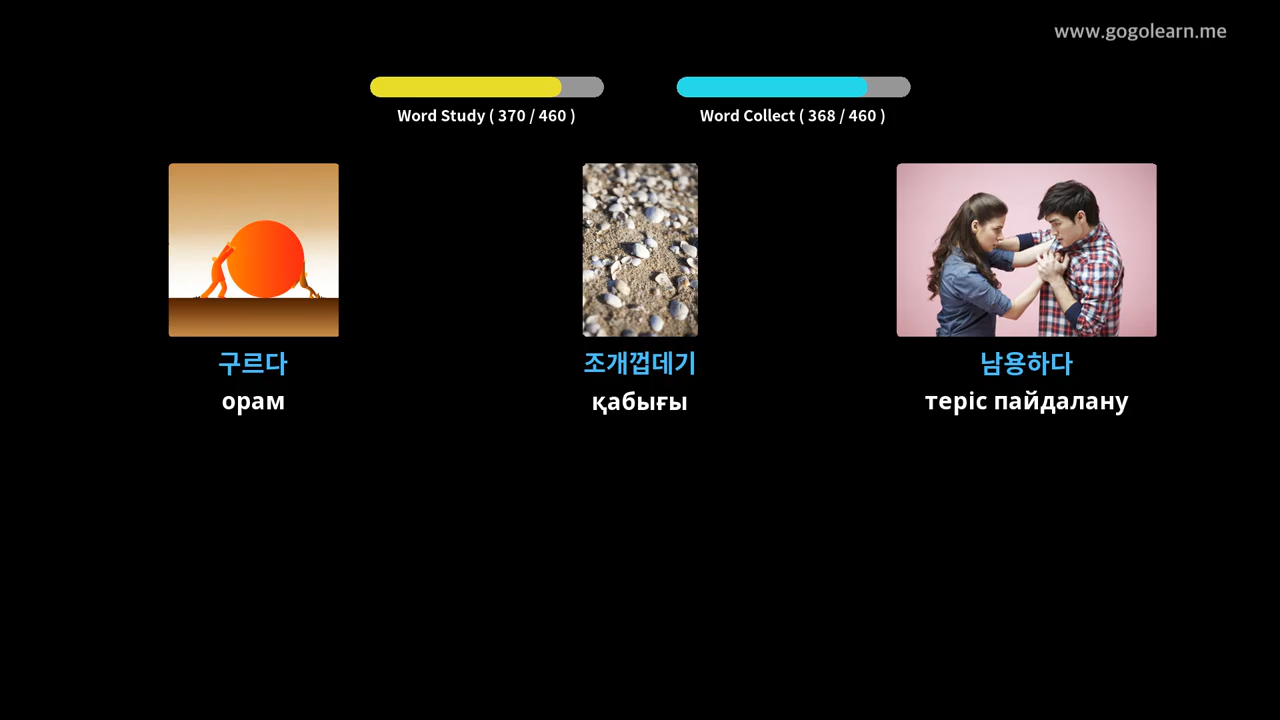 www.gogolearn.me
Word Study ( 370 / 460 )
Word Collect ( 368 / 460 )
구르다
조개껍데기
남용하다
орам
қабығы
теріс пайдалану